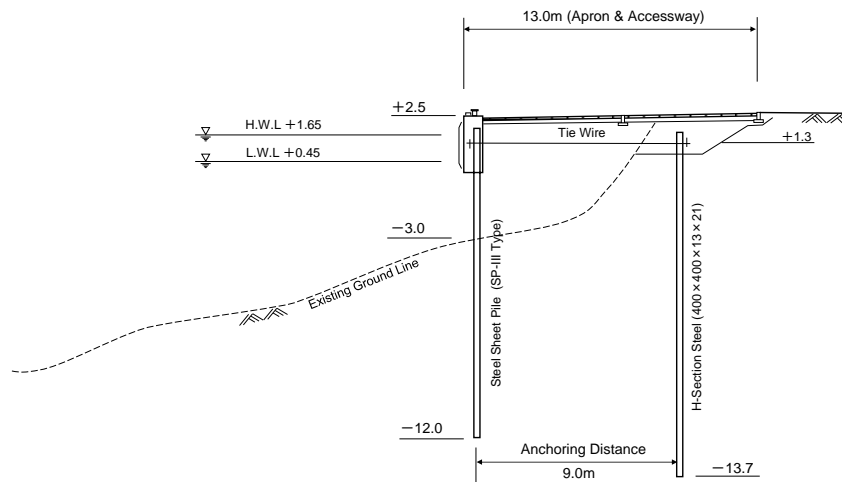 13.0m (Apron & Accessway)
+2.5
H.W.L +1.65
Tie Wire
+1.3
L.W.L +0.45
−3.0
Existing Ground Line
Steel Sheet Pile (SP-III Type)
H-Section Steel (400×400×13×21)
−12.0
Anchoring Distance
9.0m
−13.7